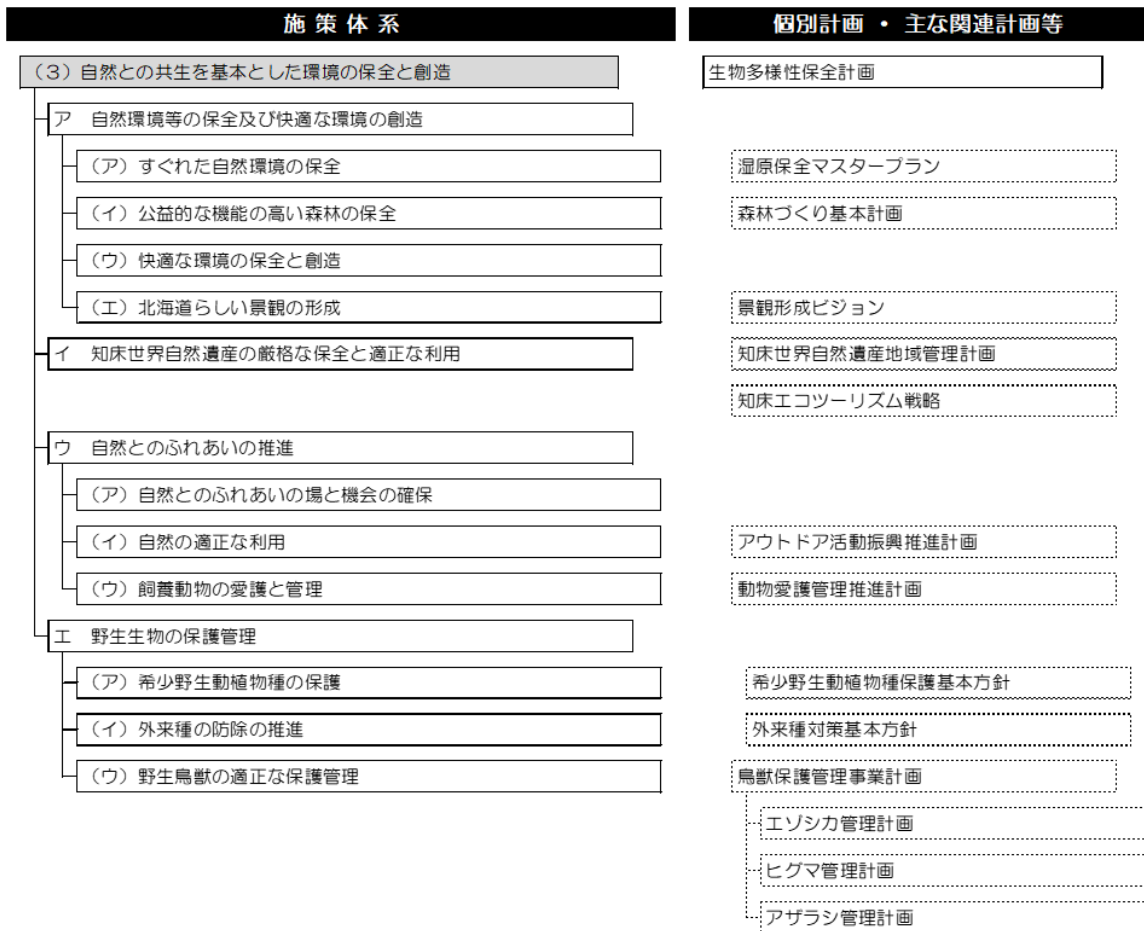 施策体系
個別計画 ・ 主な関連計画等
（3）自然との共生を基本とした環境の保全と創造
生物多様性保全計画
ア　自然環境等の保全及び快適な環境の創造
（ア）すぐれた自然環境の保全
湿原保全マスタープラン
（イ）公益的な機能の高い森林の保全
森林づくり基本計画
（ウ）快適な環境の保全と創造
（エ）北海道らしい景観の形成
景観形成ビジョン
イ　知床世界自然遺産の厳格な保全と適正な利用
知床世界自然遺産地域管理計画
知床エコツーリズム戦略
ウ　自然とのふれあいの推進
（ア）自然とのふれあいの場と機会の確保
（イ）自然の適正な利用
アウトドア活動振興推進計画
（ウ）飼養動物の愛護と管理
動物愛護管理推進計画
エ　野生生物の保護管理
（ア）希少野生動植物種の保護
希少野生動植物種保護基本方針
（イ）外来種の防除の推進
外来種対策基本方針
（ウ）野生鳥獣の適正な保護管理
鳥獣保護管理事業計画
エゾシカ管理計画
ヒグマ管理計画
アザラシ管理計画